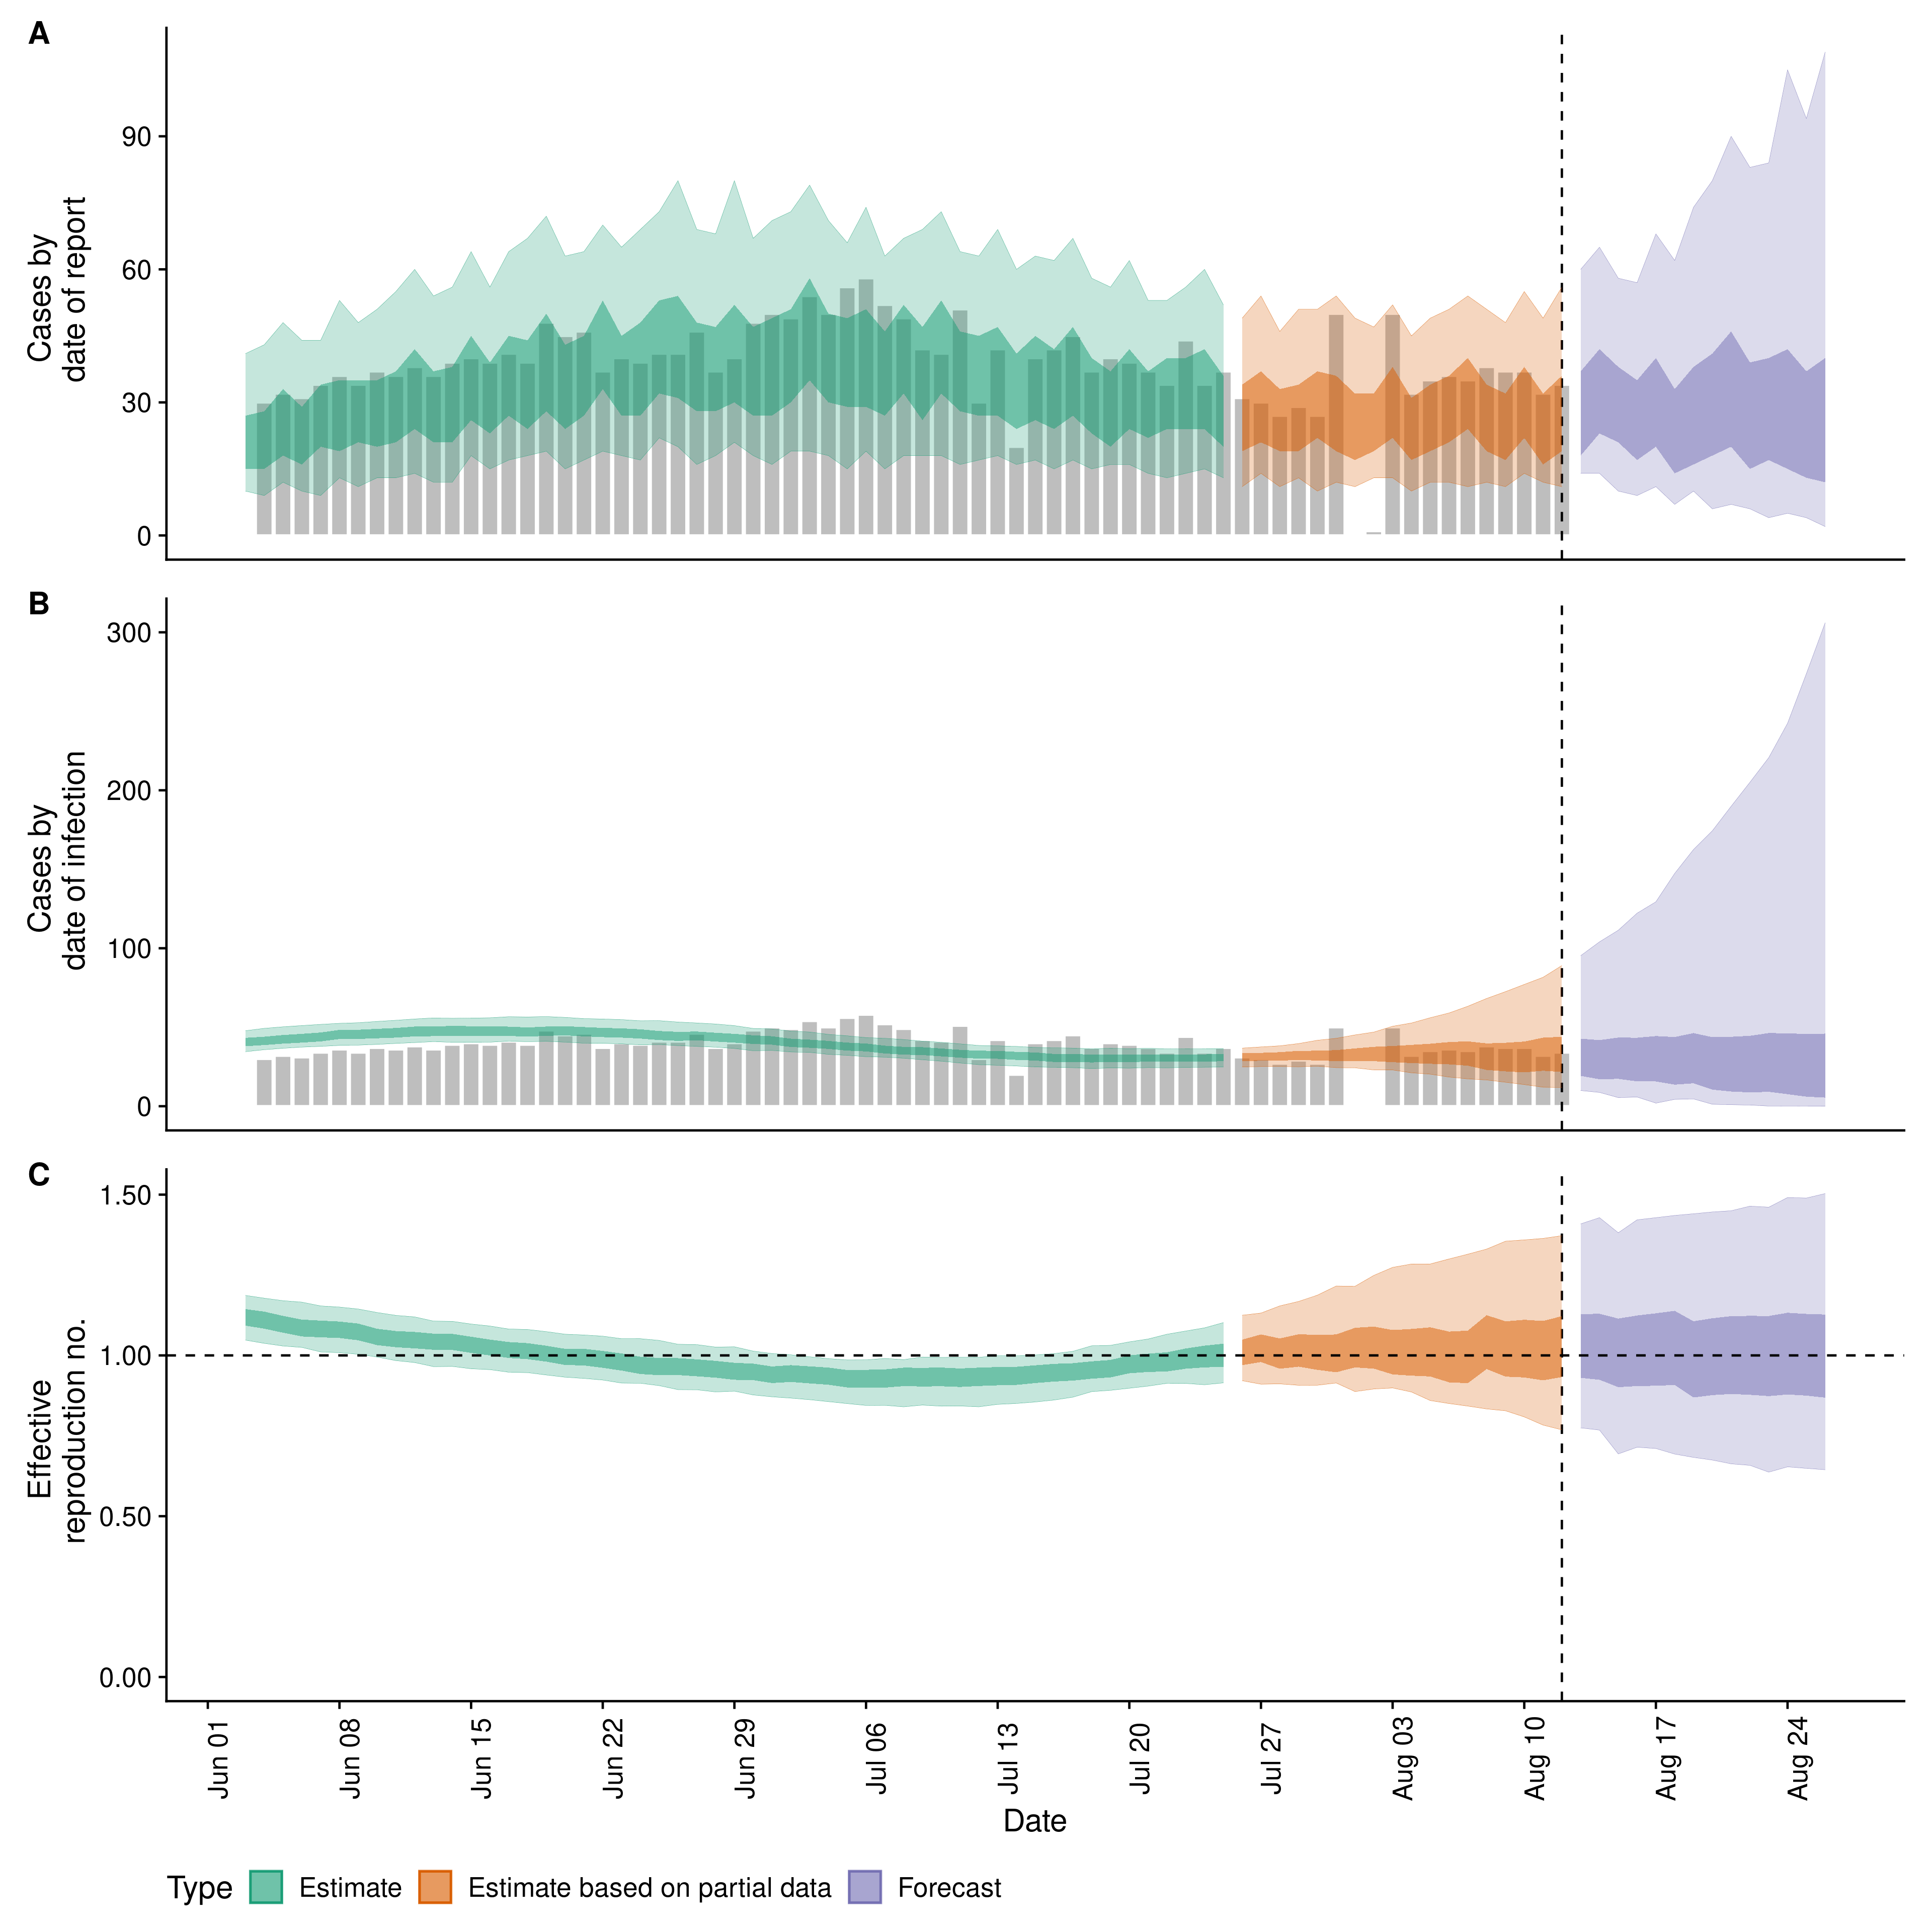 A
Cases by
date of report
90
60
30
0
B
Cases by
date of infection
300
200
100
0
C
Effective
reproduction no.
1.50
1.00
0.50
0.00
Jun 01
Jun 08
Jun 15
Jun 22
Jun 29
Jul 06
Jul 13
Jul 20
Jul 27
Aug 03
Aug 10
Aug 17
Aug 24
Date
Type Estimate Estimate based on partial data Forecast